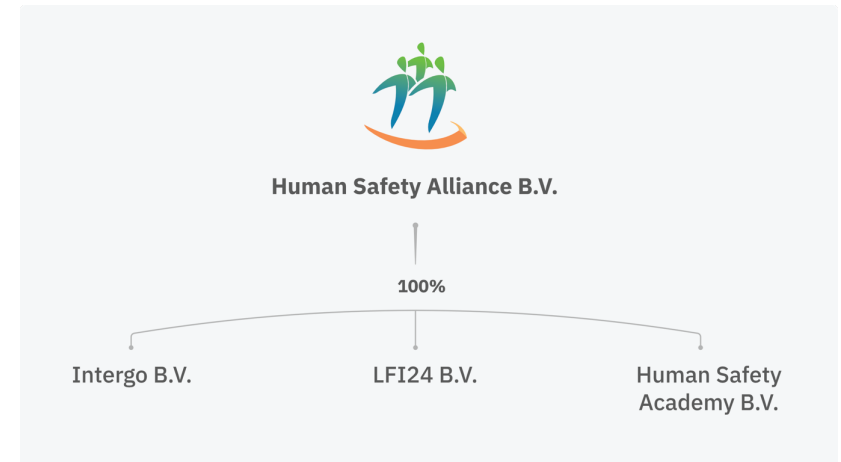 Human Safety Alliance B.V.
100%
Intergo B.V.
LFI24 B.V.
Human Safety
Academy B.V.